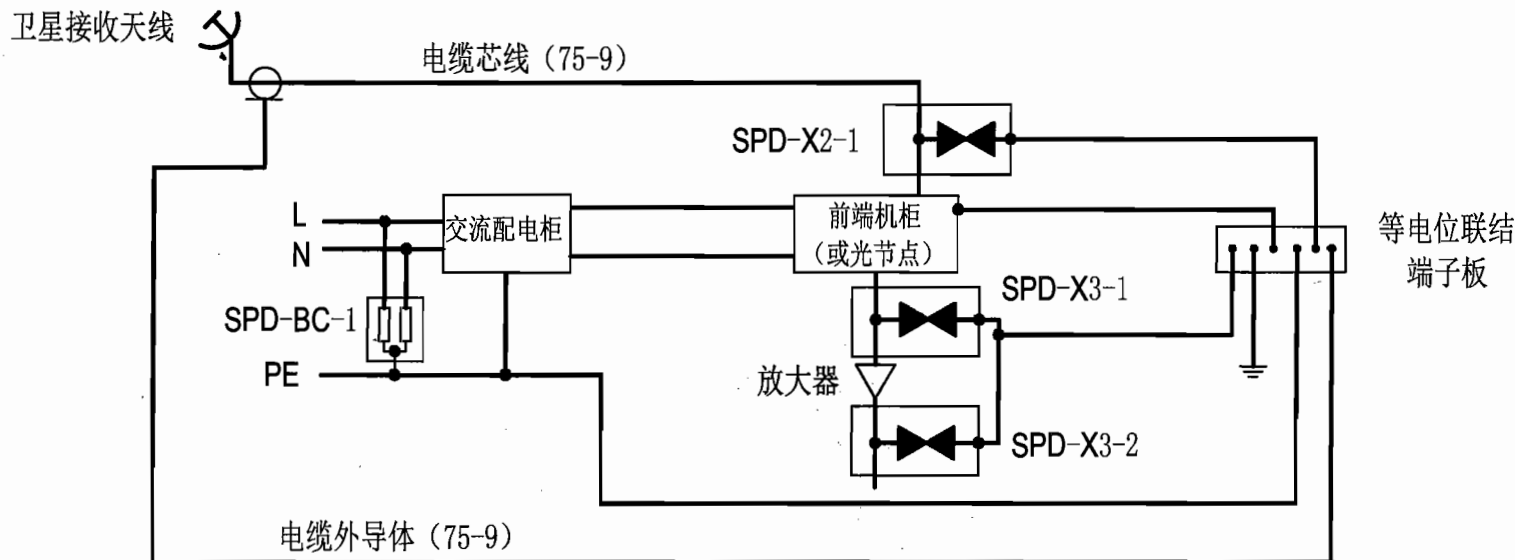 卫星接收天线
电缆芯线（75-9）
SPD-X2-1
L
交流配电柜
前端机柜
（或光节点）
N
等电位联结
端子板
SPD-X3-1
SPD-BC-1
PE
放大器
SPD-X3-2
电缆外导体（75-9）